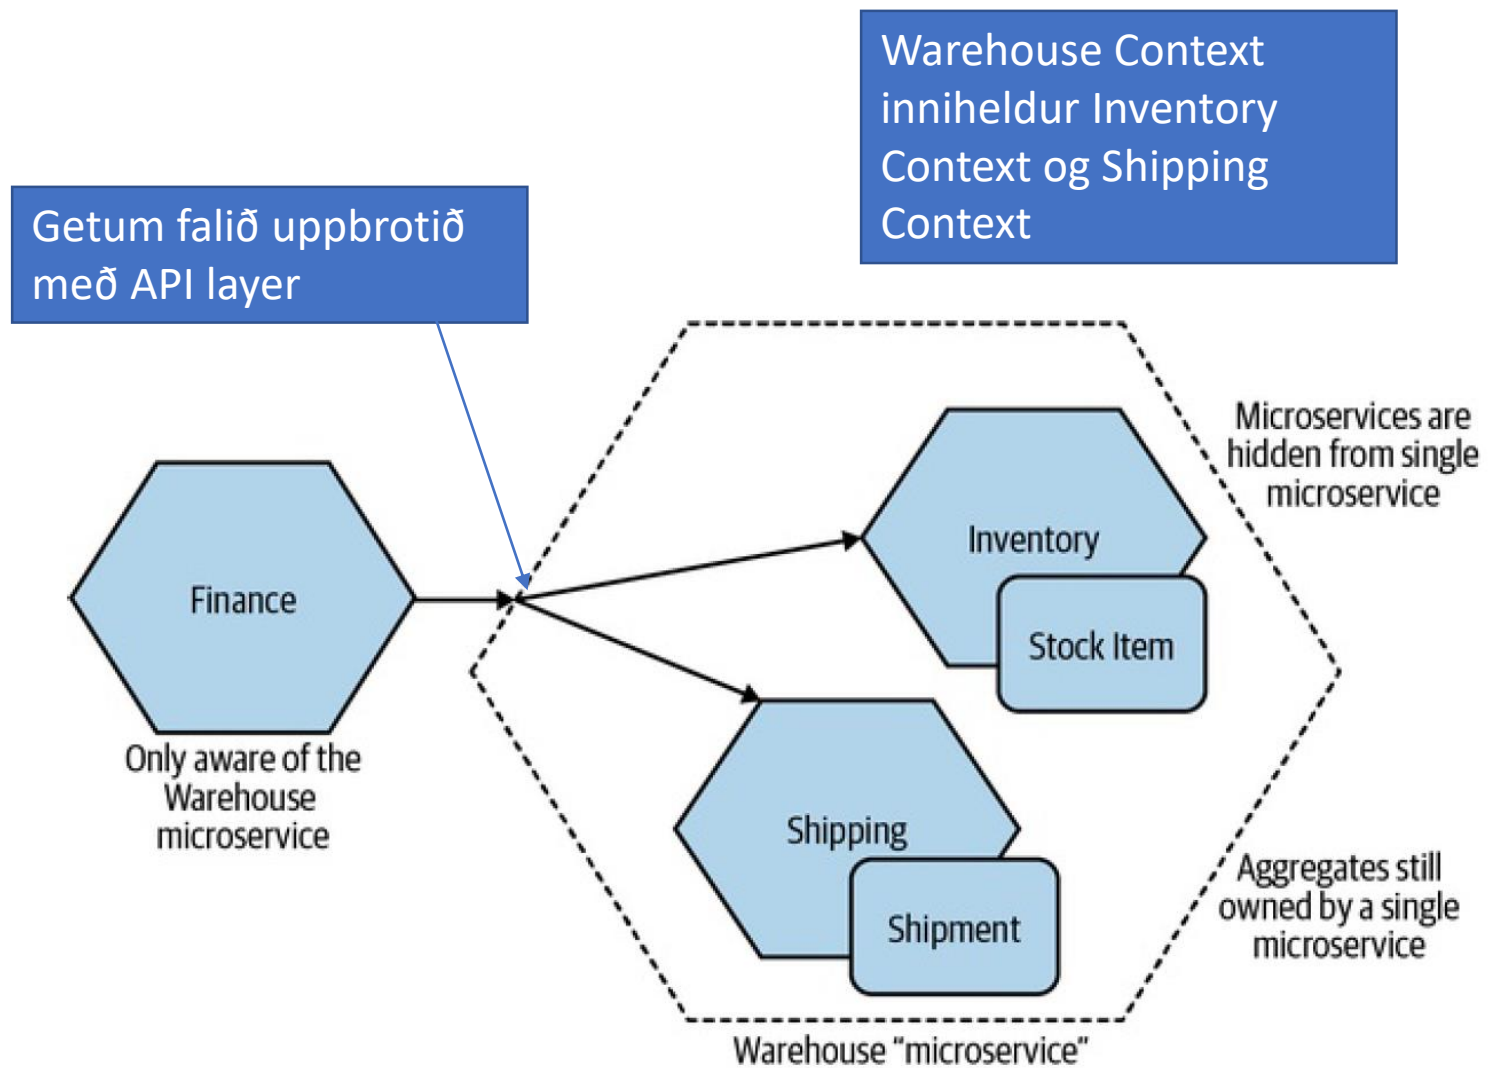 Warehouse Context
inniheldur Inventory
Context og Shipping
Context
Getum falið uppbrotið
með API layer
Microservices are
hidden from single
microservice
Inventory
Finance
Stock Item
Only aware of the
Warehouse
microservice
Shipping
Aggregates still
owned by a single
microservice
Shipment
Warehouse “microservice”